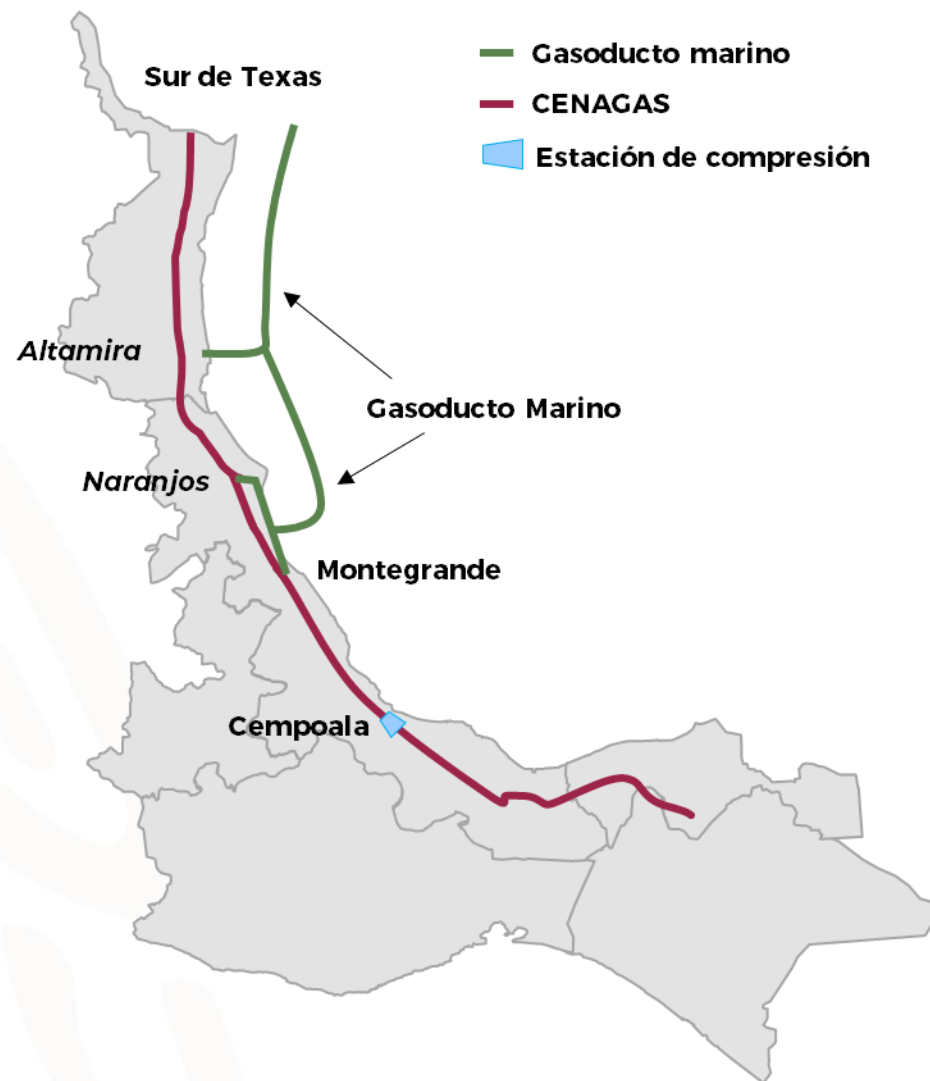 Sur de Texas
Gasoducto marino
CENAGAS
Estación de compresión
Altamira
Gasoducto Marino
Naranjos
Montegrande
Cempoala